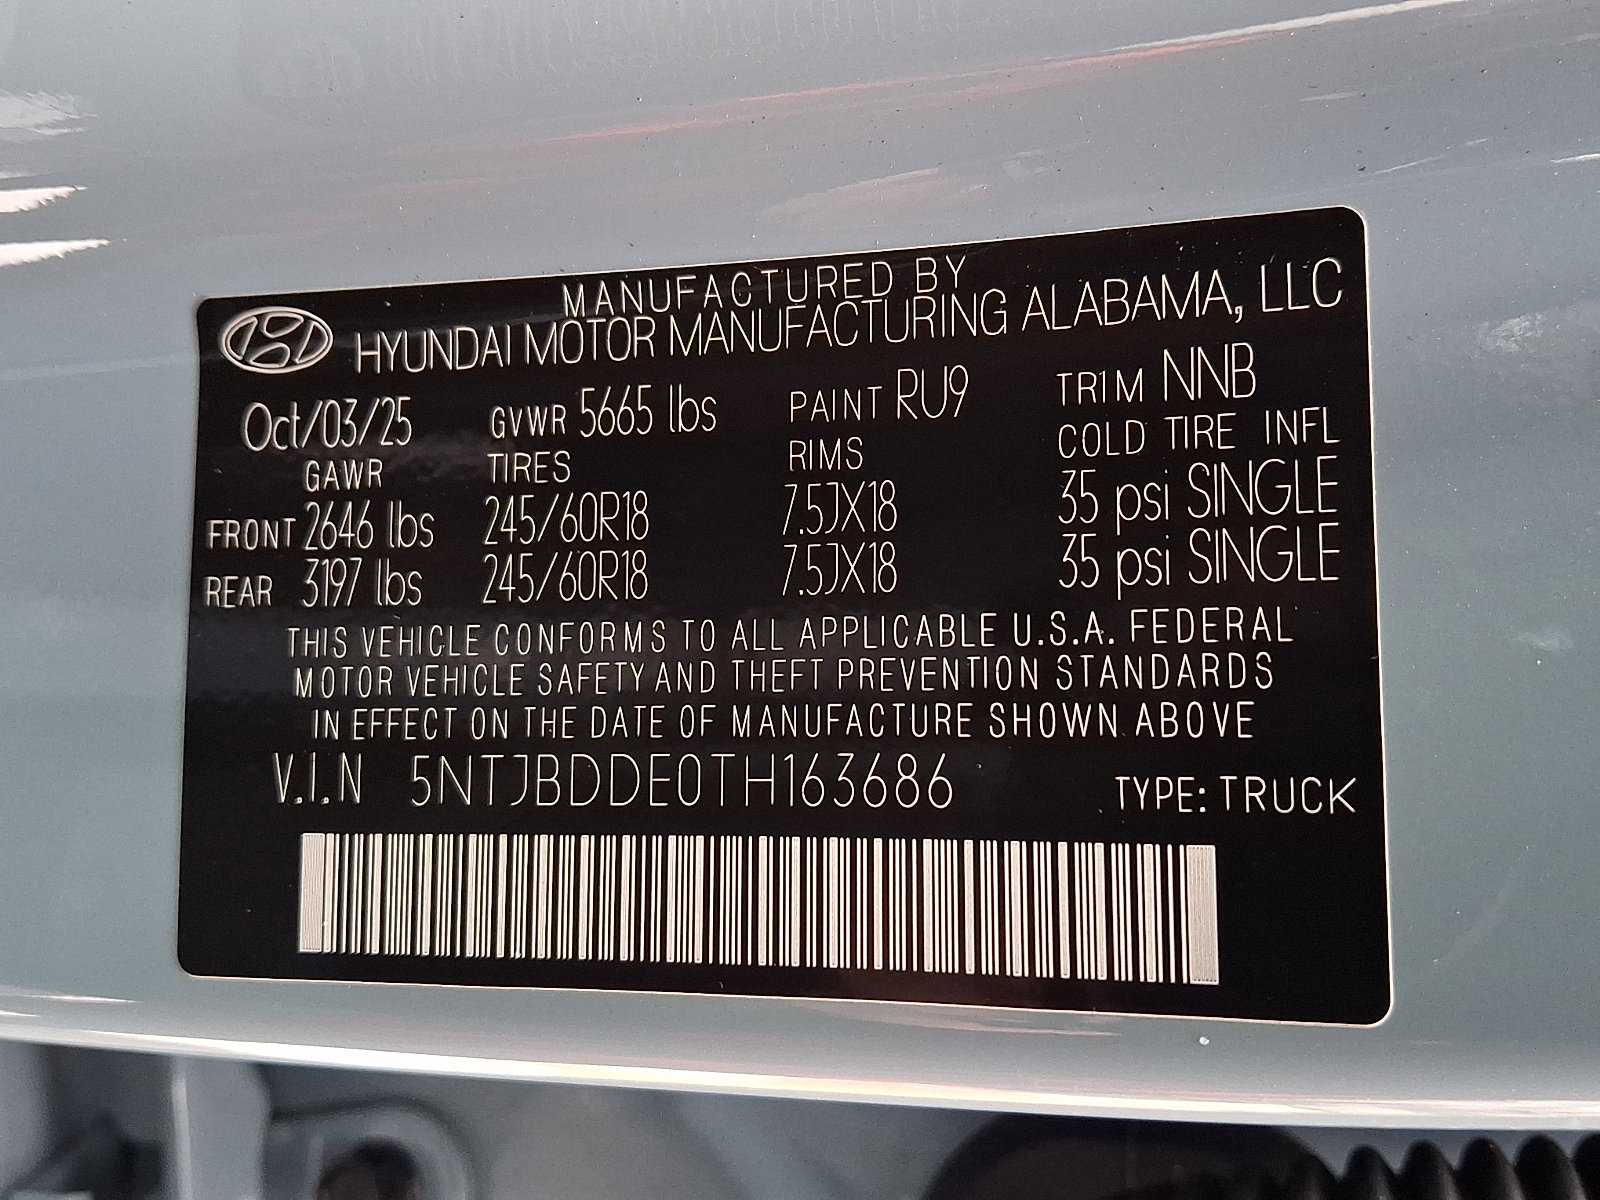 MANUFACTURED BY
HYUNDAI MOTOR MANUFACTURING ALABAMA, LLC
Oct/03/25 GVWR 5665 lbs PAINT RU9 TRIM NNB
GAWR TIRES RIMS COLD TIRE INFL
FRONT 2646 lbs 245/60R18 7.5JX18 35 psi SINGLE
REAR 3197 lbs 245/60R18 7.5JX18 35 psi SINGLE
THIS VEHICLE CONFORMS TO ALL APPLICABLE U.S.A. FEDERAL
MOTOR VEHICLE SAFETY AND THEFT PREVENTION STANDARDS
IN EFFECT ON THE DATE OF MANUFACTURE SHOWN ABOVE
V.I.N 5NTJBDDE0TH163686 TYPE: TRUCK